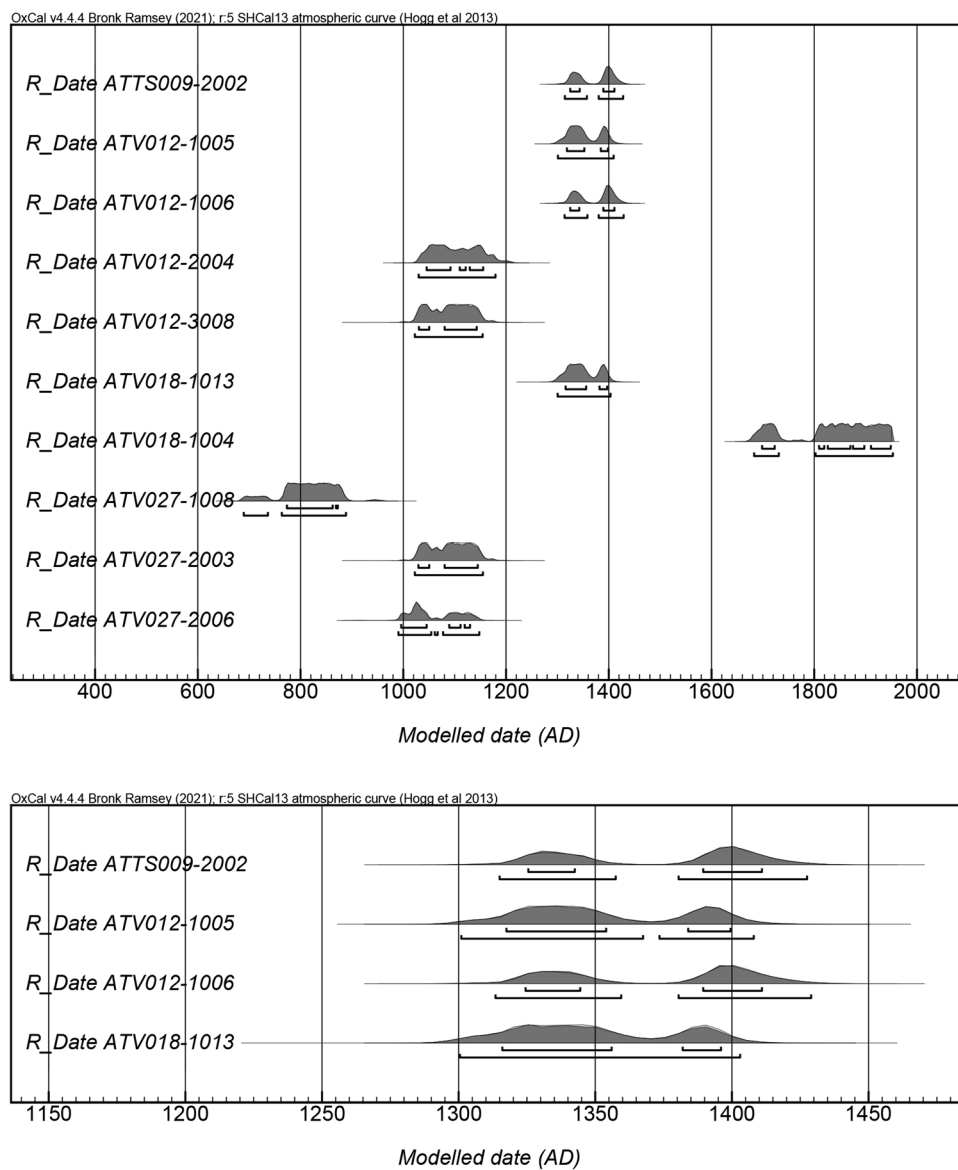 OxCal v4.4.4 Bronk Ramsey (2021); r:5 SHCal13 atmospheric curve (Hogg et al 2013)
R_Date ATTS009-2002
R_Date ATV012-1005
R_Date ATV012-1006
R_Date ATV012-2004
R_Date ATV012-3008
R_Date ATV018-1013
R_Date ATV018-1004
R_Date ATV027-1008
R_Date ATV027-2003
R_Date ATV027-2006
400 600 800 1000 1200 1400 1600 1800 2000
Modelled date (AD)
OxCal v4.4.4 Bronk Ramsey (2021); r:5 SHCal13 atmospheric curve (Hogg et al 2013)
R_Date ATTS009-2002
R_Date ATV012-1005
R_Date ATV012-1006
R_Date ATV018-1013
1150 1200 1250 1300 1350 1400 1450
Modelled date (AD)